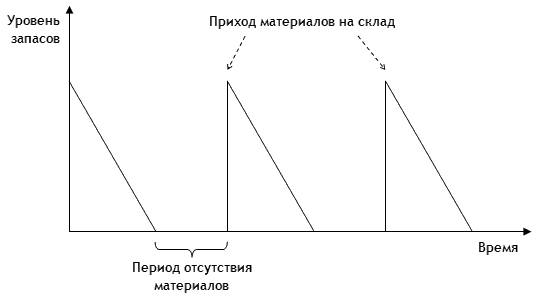 Уровень
запасов
Приход материалов на склад
Время
Период отсутствия
материалов